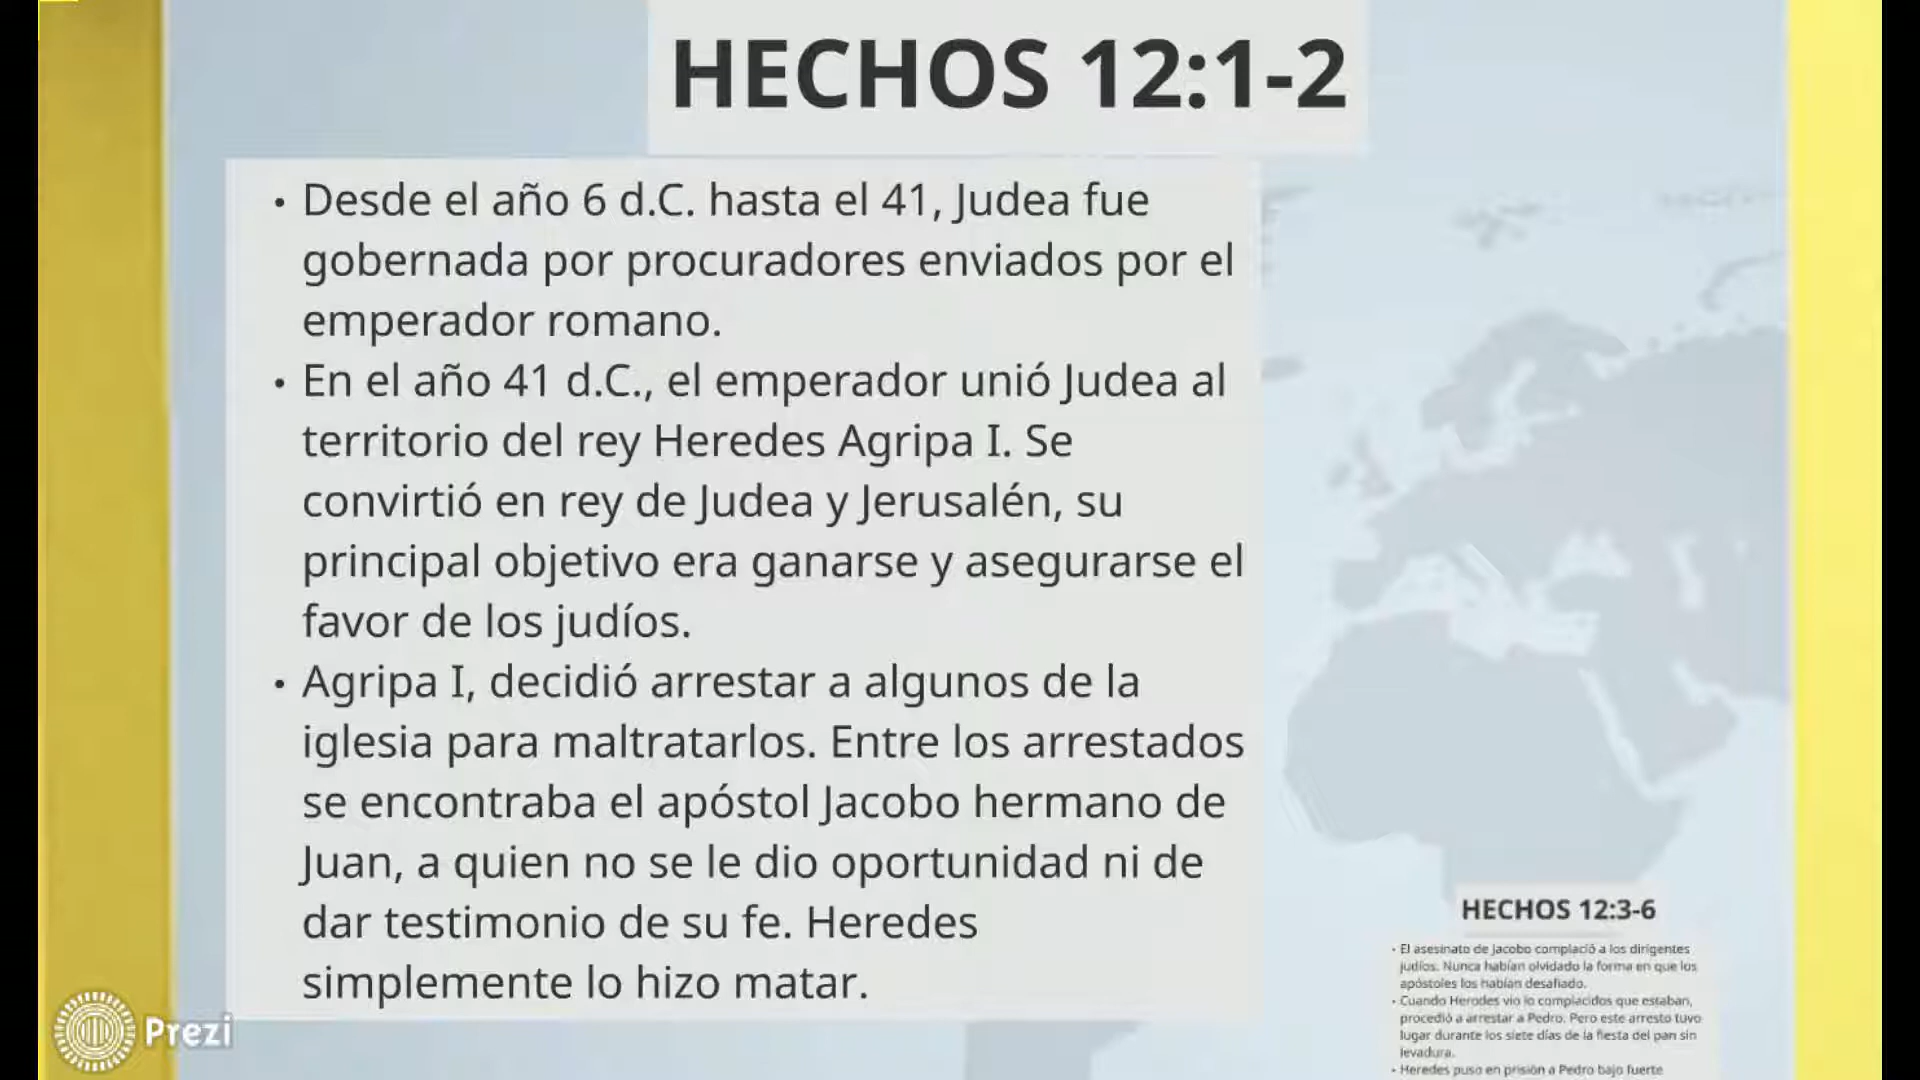 HECHOS 12:1-2
• Desde el año 6 d.C. hasta el 41, Judea fue
gobernada por procuradores enviados por el
emperador romano.
• En el año 41 d.C., el emperador unió Judea al
territorio del rey Heredes Agripa I. Se
convirtió en rey de Judea y Jerusalén, su
principal objetivo era ganarse y asegurarse el
favor de los judíos.
• Agripa I, decidió arrestar a algunos de la
iglesia para maltratarlos. Entre los arrestados
se encontraba el apóstol Jacobo hermano de
Juan, a quien no se le dio oportunidad ni de
dar testimonio de su fe. Heredes
simplemente lo hizo matar.
HECHOS 12:3-6
• El asesinato de Jacobo complació a los dirigentes
judíos. Nunca habían olvidado la forma en que los
apóstoles los habían desafiado.
• Cuando Herodes vio lo complacidos que estaban,
procedió a arrestar a Pedro. Pero este arresto tuvo
lugar durante los siete días de la fiesta del pan sin
levadura.
• Heredes puso en prisión a Pedro bajo fuerte
Prezi